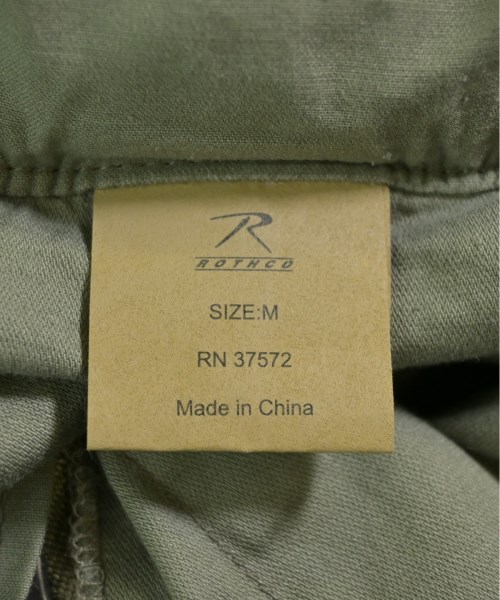 R
ROTHCO
SIZE:M
RN 37572
Made in China